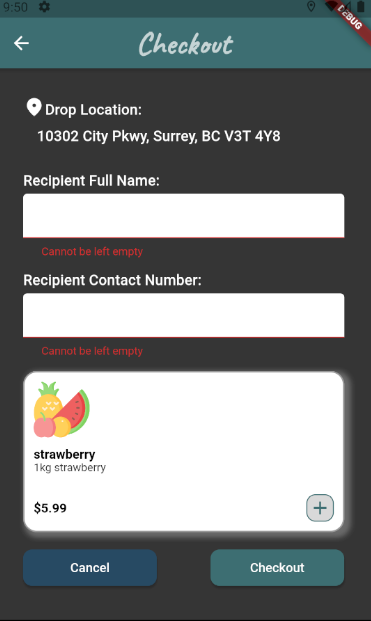 9:50
DEBUG
Checkout
Drop Location:
10302 City Pkwy, Surrey, BC V3T 4Y8
Recipient Full Name:
Cannot be left empty
Recipient Contact Number:
Cannot be left empty
strawberry
1kg strawberry
$5.99
Cancel
Checkout